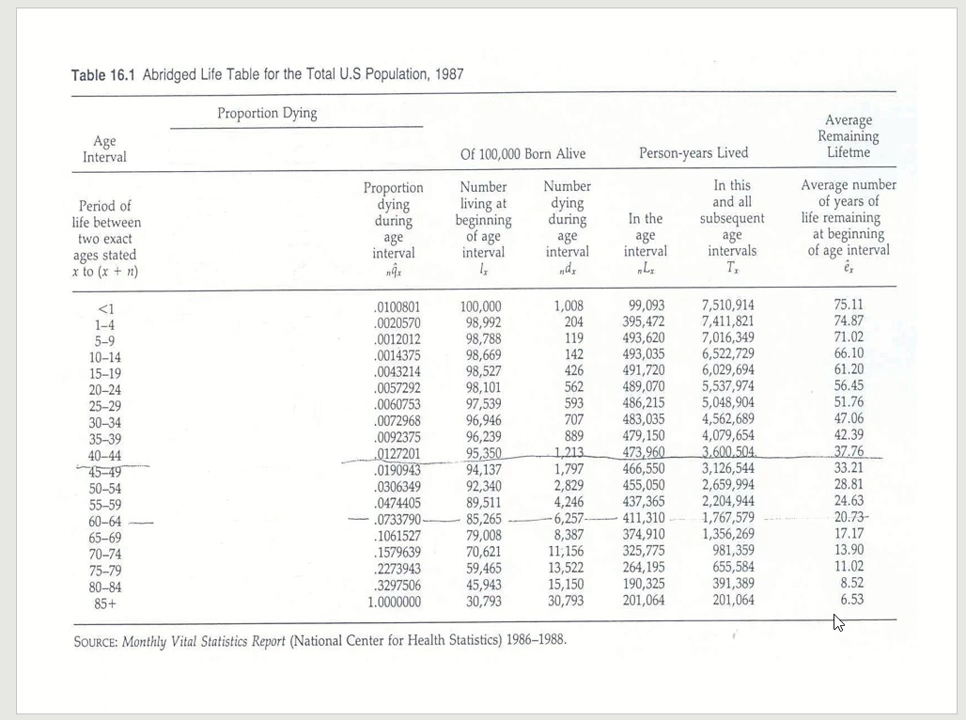 Table 16.1 Abridged Life Table for the Total U.S Population, 1987
Proportion Dying
Age
Interval
Of 100,000 Born Alive
Person-years Lived
Average
Remaining
Lifetme
Period of
life between
two exact
ages stated
x to (x + n)
Proportion
dying
during
age
interval
nq̂x
Number
living at
beginning
of age
interval
lx
Number
dying
during
age
interval
ndx
In the
age
interval
nLx
In this
and all
subsequent
age
intervals
Tx
Average number
of years of
life remaining
at beginning
of age interval
êx
<1 .0100801 100,000 1,008 99,093 7,510,914 75.11
1–4 .0020570 98,992 204 395,472 7,411,821 74.87
5–9 .0012012 98,788 119 493,620 7,016,349 71.02
10–14 .0014375 98,669 142 493,035 6,522,729 66.10
15–19 .0043214 98,527 426 491,720 6,029,694 61.20
20–24 .0057292 98,101 562 489,070 5,537,974 56.45
25–29 .0060753 97,539 593 486,215 5,048,904 51.76
30–34 .0072968 96,946 707 483,035 4,562,689 47.06
35–39 .0092375 96,239 889 479,150 4,079,654 42.39
40–44 .0127201 95,350 1,213 473,960 3,600,504 37.76
45–49 .0190943 94,137 1,797 466,550 3,126,544 33.21
50–54 .0306349 92,340 2,829 455,050 2,659,994 28.81
55–59 .0474405 89,511 4,246 437,365 2,204,944 24.63
60–64 .0733790 85,265 6,257 411,310 1,767,579 20.73
65–69 .1061527 79,008 8,387 374,910 1,356,269 17.17
70–74 .1579639 70,621 11,156 325,775 981,359 13.90
75–79 .2273943 59,465 13,522 264,195 655,584 11.02
80–84 .3297506 45,943 15,150 190,325 391,389 8.52
85+ 1.0000000 30,793 30,793 201,064 201,064 6.53
SOURCE: Monthly Vital Statistics Report (National Center for Health Statistics) 1986–1988.